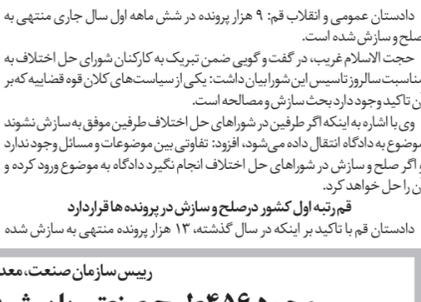 دادستان عمومی و انقلاب قم: ۹ هزار پرونده در شش ماهه اول سال جاری منتهی به
صلح و سازش شده است.
حجت الاسلام غریب، در گفت و گویی ضمن تبریک به کارکنان شورای حل اختلاف به
مناسبت سالروز تاسیس این شورا بیان داشت: یکی از سیاست‌های کلان قوه قضاییه که بر
آن تاکید وجود دارد بحث سازش و مصالحه است.
وی با اشاره به اینکه اگر طرفین در شوراهای حل اختلاف طرفین موفق به سازش نشوند
موضوع به دادگاه انتقال داده می‌شود، افزود: تفاوتی بین موضوعات و مسائل وجود ندارد
و اگر صلح و سازش در شوراهای حل اختلاف انجام نگیرد دادگاه به موضوع ورود کرده و
آن را حل خواهد کرد.
قم رتبه اول کشور درصلح و سازش در پرونده ها قراردارد
دادستان قم با تاکید بر اینکه در سال گذشته، ۱۳ هزار پرونده منتهی به سازش شده
رییس سازمان صنعت، معد